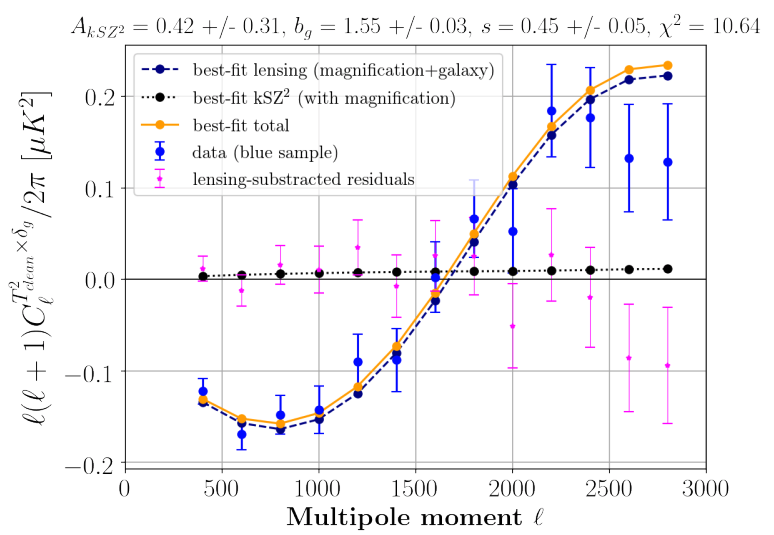 A_{kSZ^2} = 0.42 +/- 0.31, b_g = 1.55 +/- 0.03, s = 0.45 +/- 0.05, χ^2 = 10.64
best-fit lensing (magnification+galaxy)
best-fit kSZ^2 (with magnification)
best-fit total
data (blue sample)
lensing-substracted residuals
ℓ(ℓ + 1)C_ℓ^{T^2_{clean}×δ_g}/2π [μK^2]
0.2
0.1
0.0
−0.1
−0.2
0 500 1000 1500 2000 2500 3000
Multipole moment ℓ